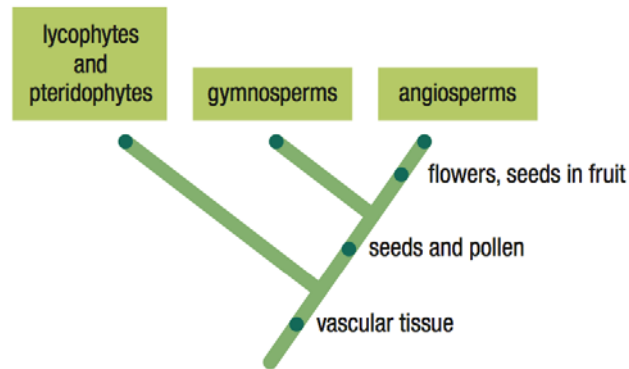 lycophytes
and
pteridophytes
gymnosperms
angiosperms
flowers, seeds in fruit
seeds and pollen
vascular tissue